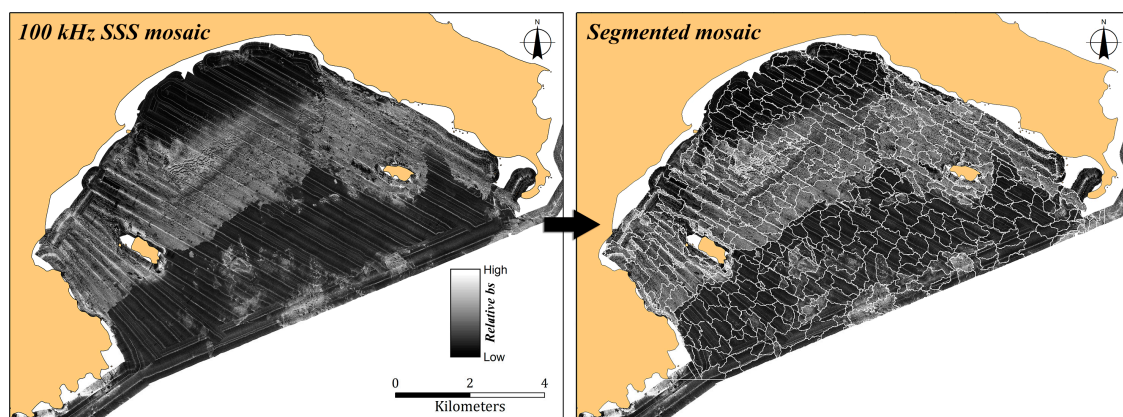 100 kHz SSS mosaic
N
High
Relative bs
Low
0 2 4
Kilometers
Segmented mosaic
N